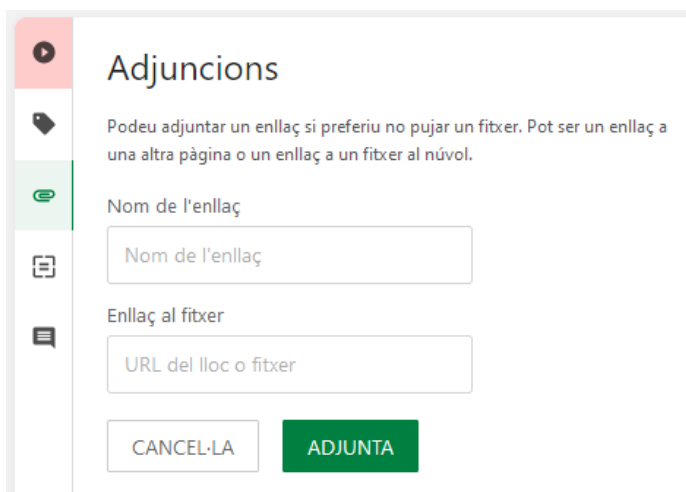 Adjuncions
Podeu adjuntar un enllaç si preferiu no pujar un fitxer. Pot ser un enllaç a
una altra pàgina o un enllaç a un fitxer al núvol.
Nom de l'enllaç
Nom de l'enllaç
Enllaç al fitxer
URL del lloc o fitxer
CANCEL·LA
ADJUNTA